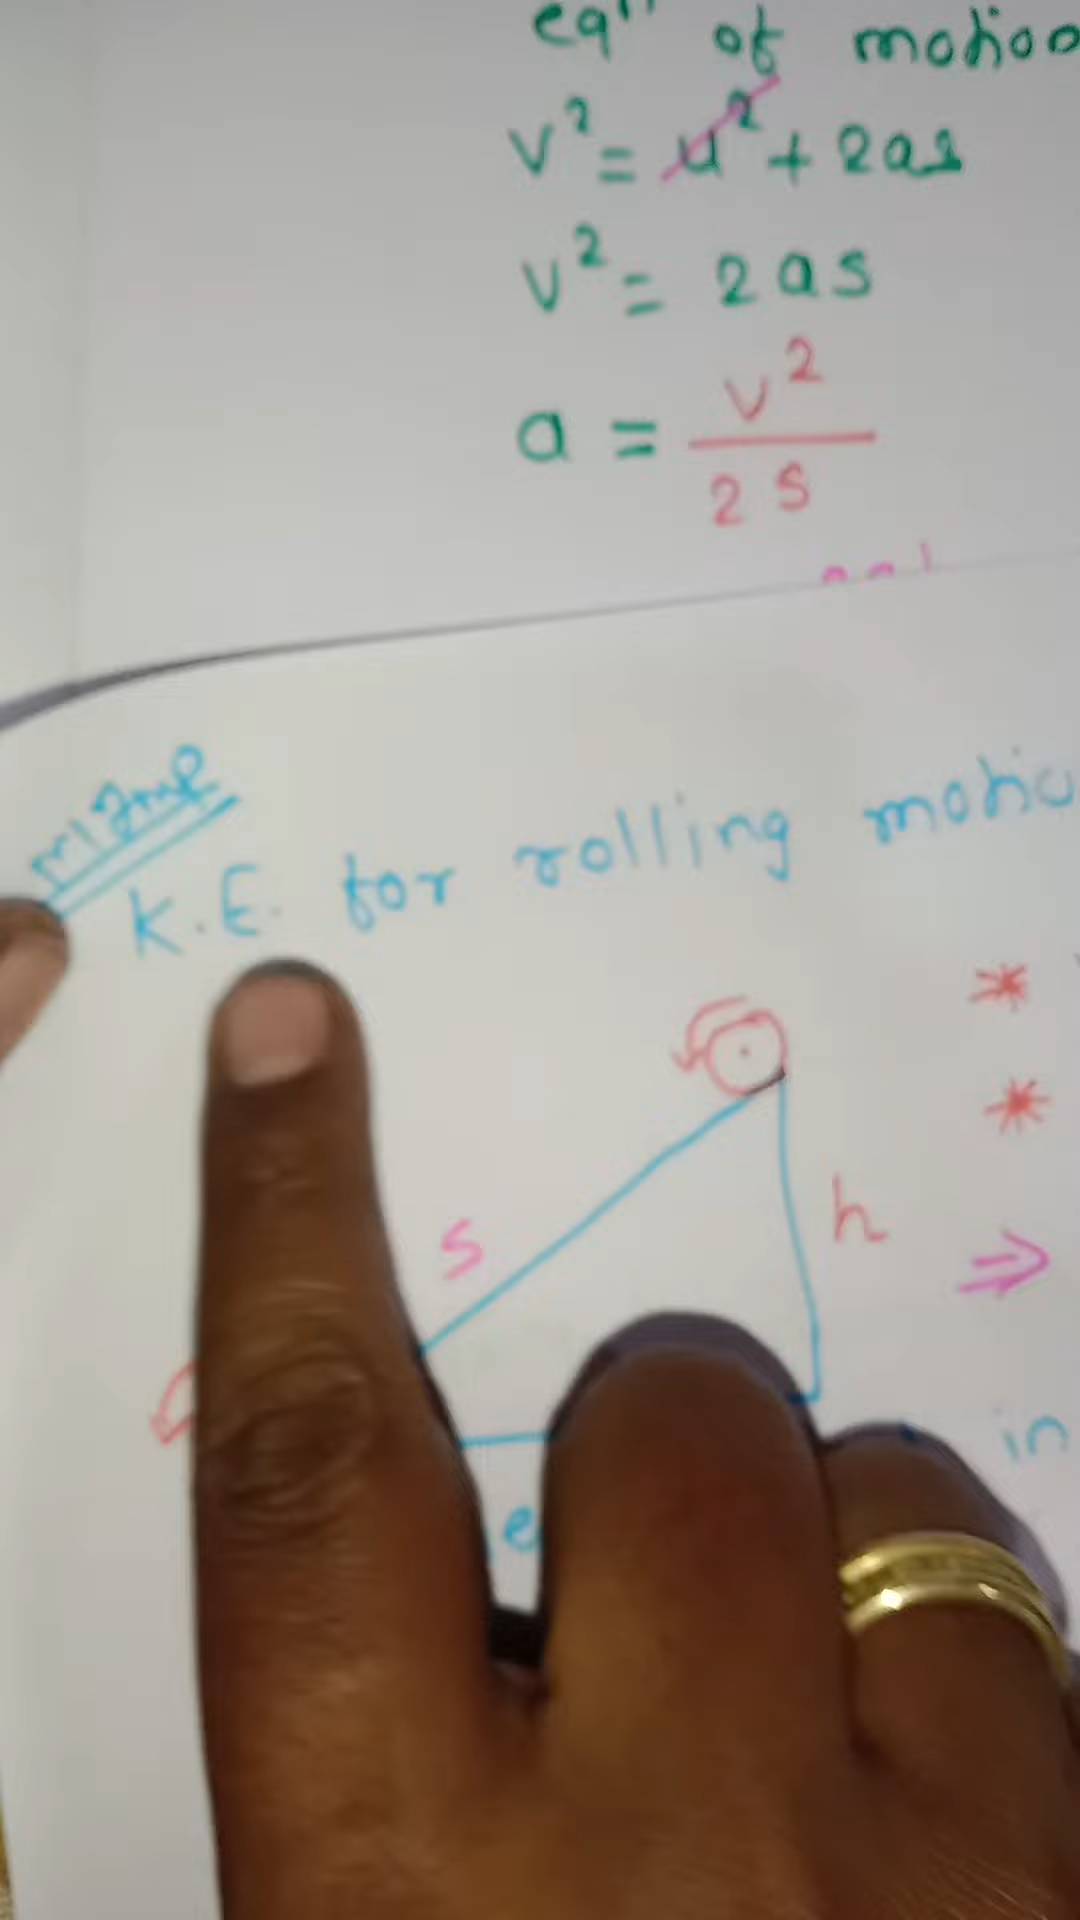 eqⁿ of motion
v² = u² + 2as
v² = 2as
a = v² / 2s
K.E. for rolling motio
*
*
s
h
⇒
in
e